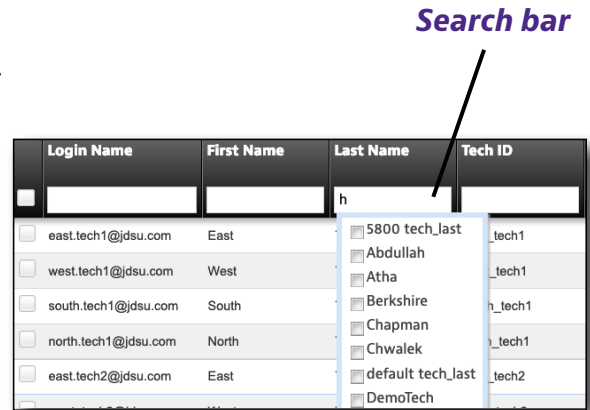 Search bar
Login Name First Name Last Name Tech ID
h
5800 tech_last
Abdullah
Atha
Berkshire
Chapman
Chwalek
default tech_last
DemoTech
east.tech1@jdsu.com East _tech1
west.tech1@jdsu.com West _tech1
south.tech1@jdsu.com South h_tech1
north.tech1@jdsu.com North _tech1
east.tech2@jdsu.com East _tech2